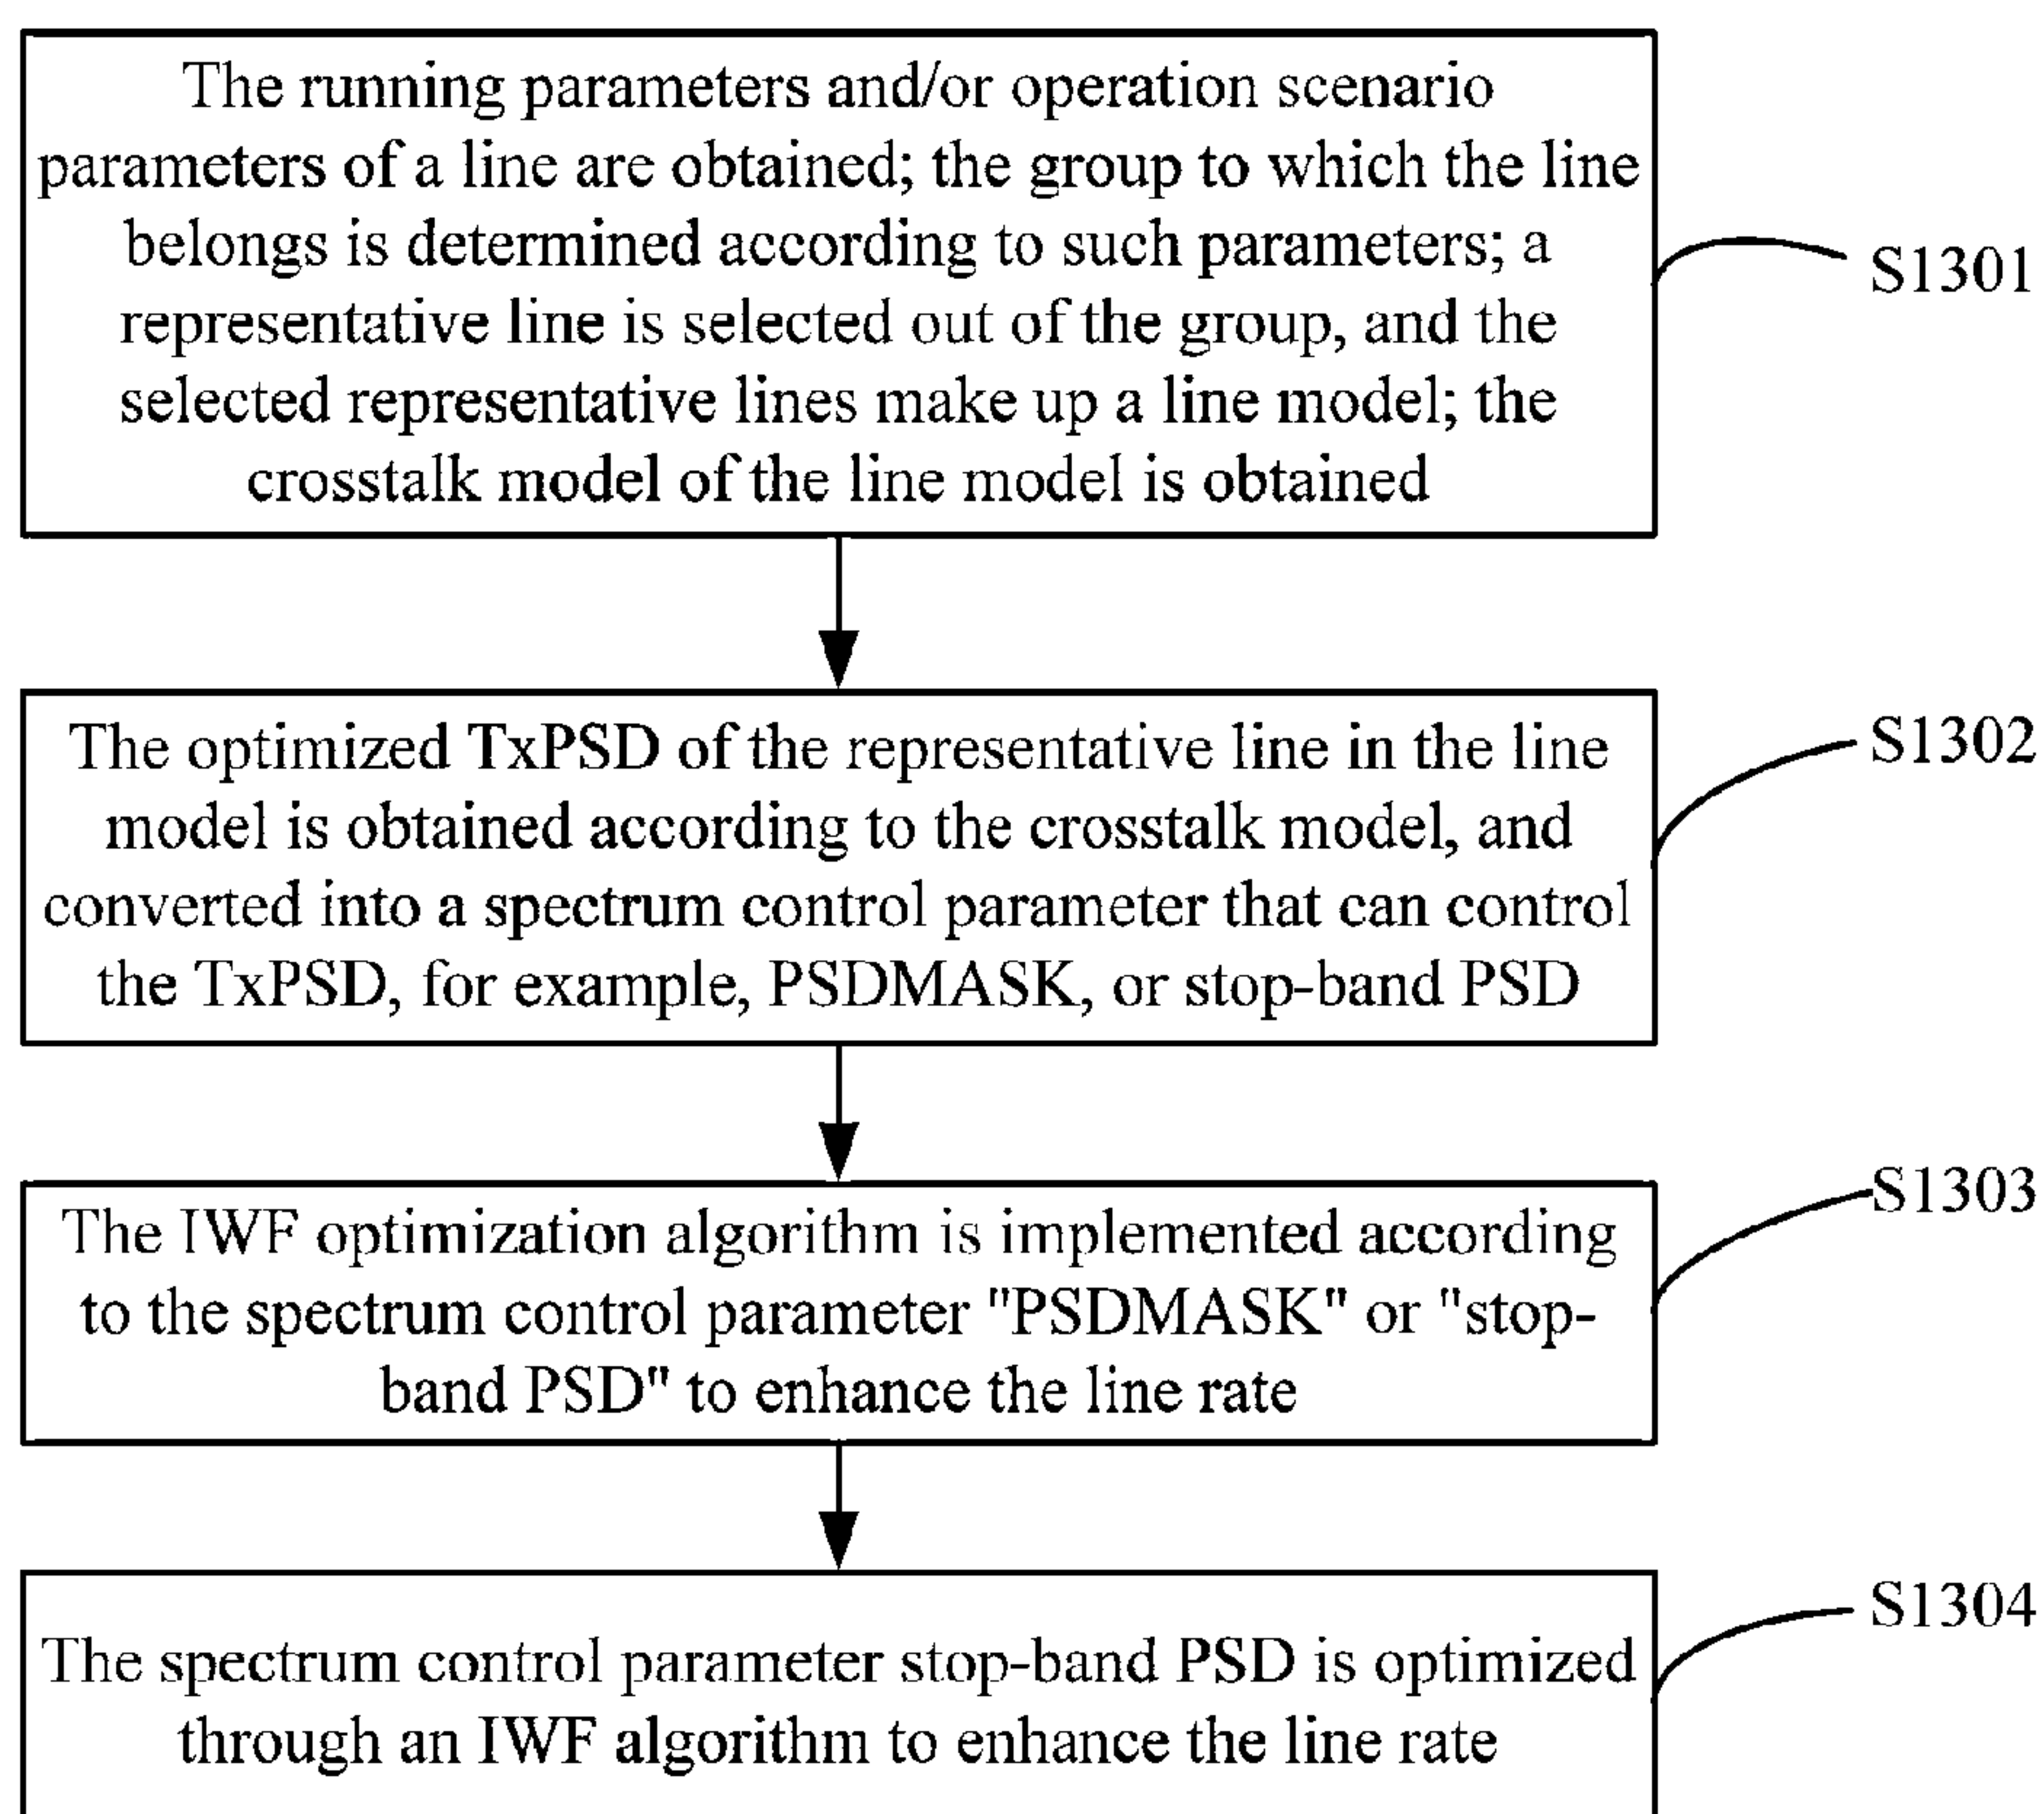 The running parameters and/or operation scenario
parameters of a line are obtained; the group to which the line
belongs is determined according to such parameters; a
representative line is selected out of the group, and the
selected representative lines make up a line model; the
crosstalk model of the line model is obtained
S1301
The optimized TxPSD of the representative line in the line
model is obtained according to the crosstalk model, and
converted into a spectrum control parameter that can control
the TxPSD, for example, PSDMASK, or stop-band PSD
S1302
The IWF optimization algorithm is implemented according
to the spectrum control parameter "PSDMASK" or "stop-
band PSD" to enhance the line rate
S1303
The spectrum control parameter stop-band PSD is optimized
through an IWF algorithm to enhance the line rate
S1304